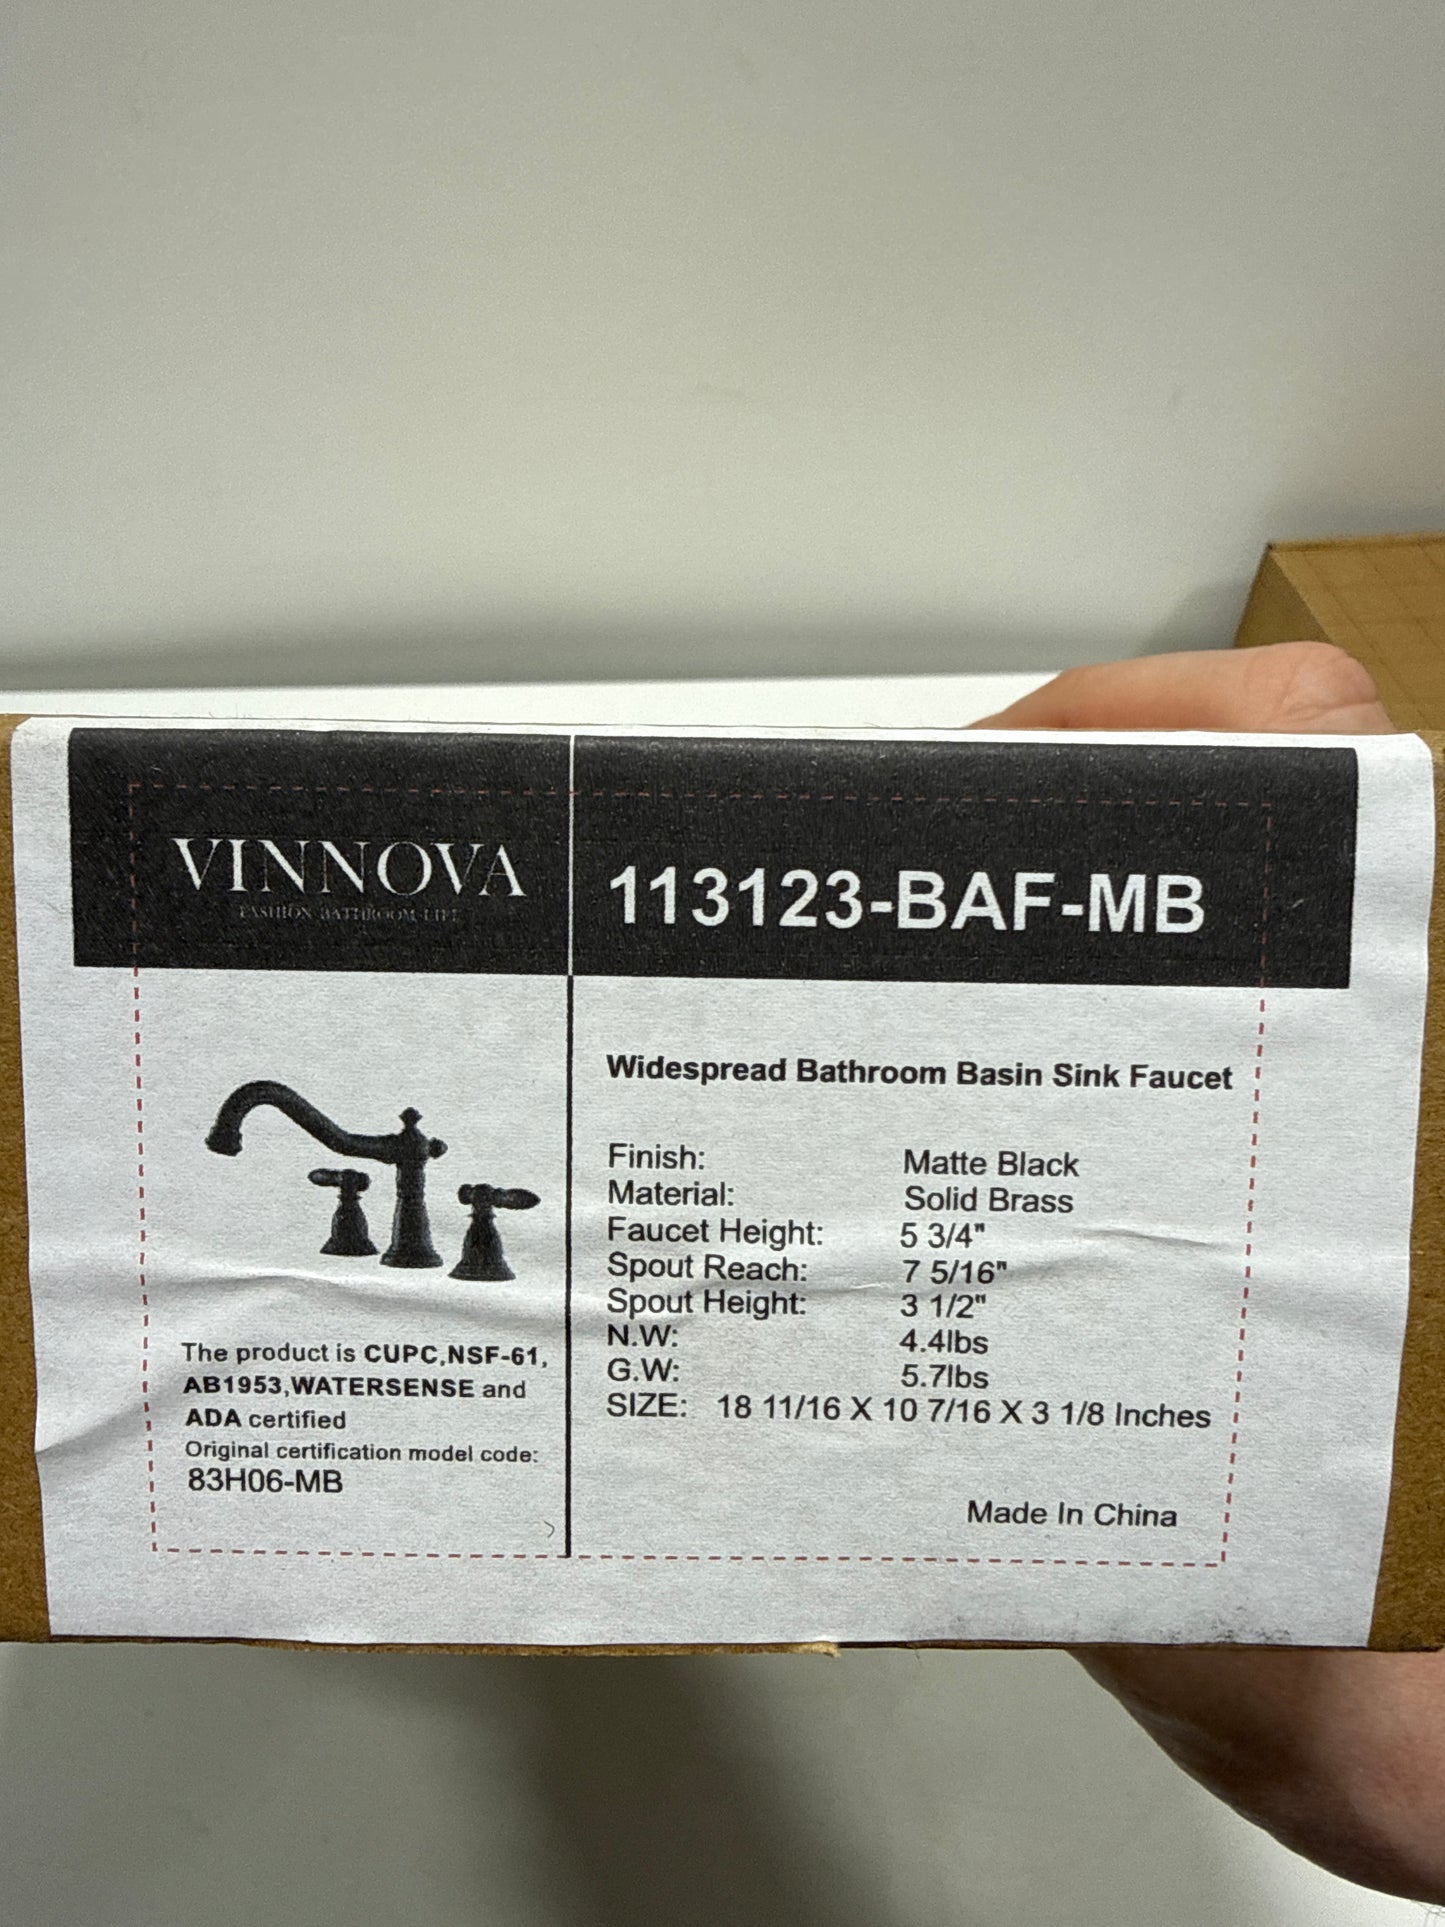 VINNOVA
FASHION BATHROOM LIFE
113123-BAF-MB
Widespread Bathroom Basin Sink Faucet
Finish: Matte Black
Material: Solid Brass
Faucet Height: 5 3/4"
Spout Reach: 7 5/16"
Spout Height: 3 1/2"
N.W: 4.4lbs
G.W: 5.7lbs
SIZE: 18 11/16 X 10 7/16 X 3 1/8 Inches
Made In China
The product is CUPC,NSF-61,
AB1953,WATERSENSE and
ADA certified
Original certification model code:
83H06-MB